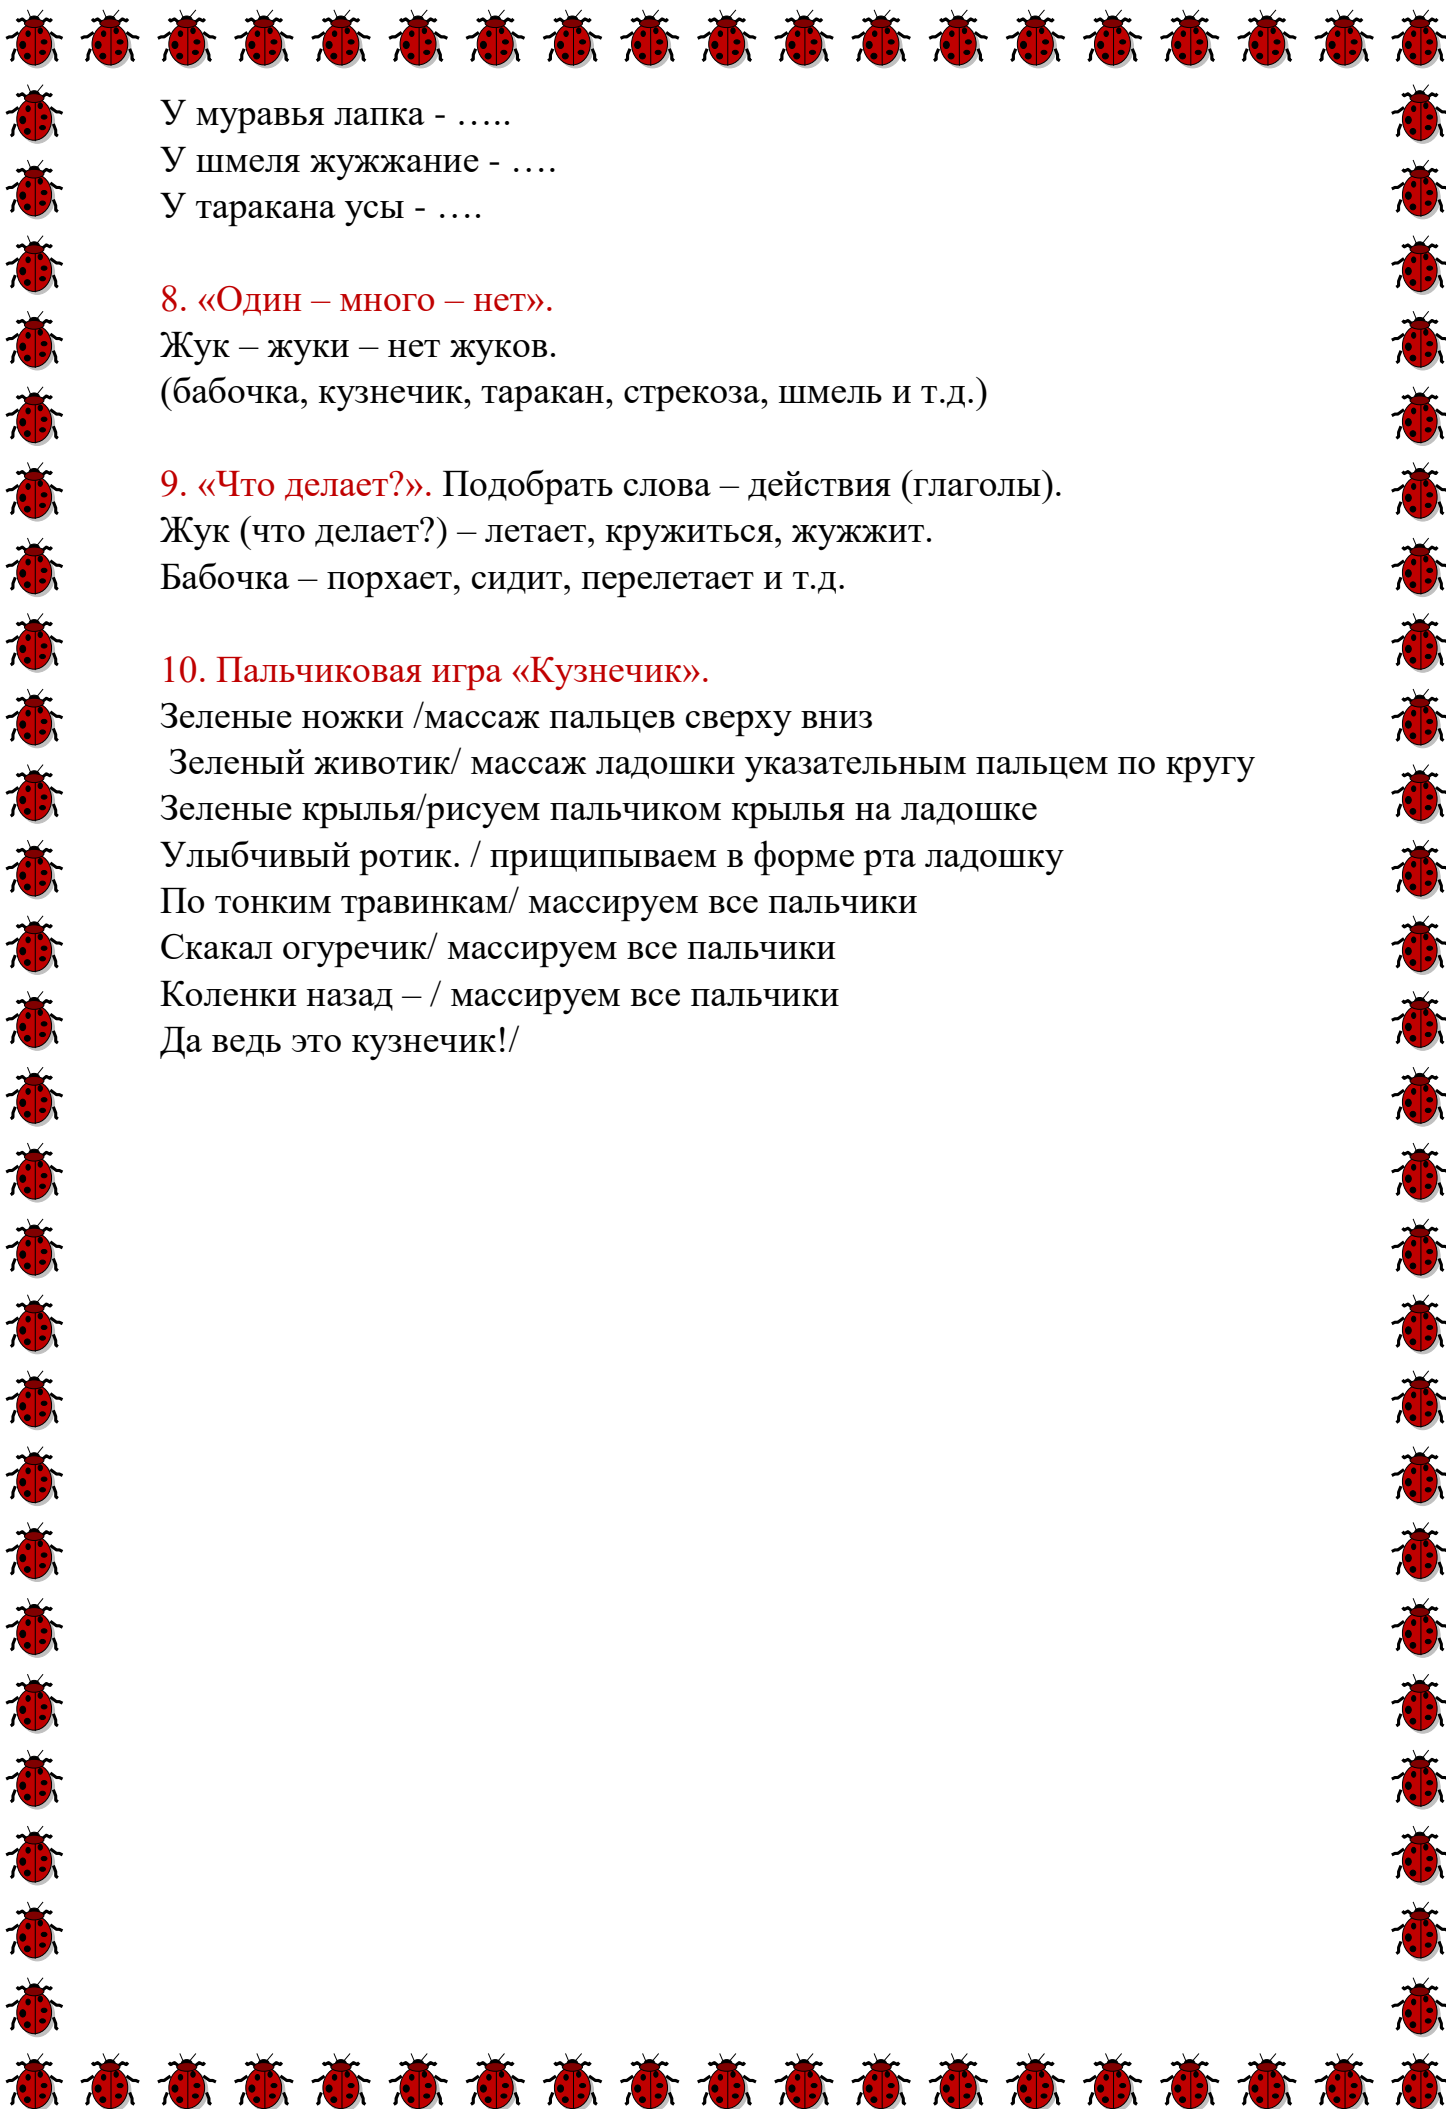 У муравья лапка - …..
У шмеля жужжание - ….
У таракана усы - ….
8. «Один – много – нет».
Жук – жуки – нет жуков.
(бабочка, кузнечик, таракан, стрекоза, шмель и т.д.)
9. «Что делает?». Подобрать слова – действия (глаголы).
Жук (что делает?) – летает, кружиться, жужжит.
Бабочка – порхает, сидит, перелетает и т.д.
10. Пальчиковая игра «Кузнечик».
Зеленые ножки /массаж пальцев сверху вниз
Зеленый животик/ массаж ладошки указательным пальцем по кругу
Зеленые крылья/рисуем пальчиком крылья на ладошке
Улыбчивый ротик. / прищипываем в форме рта ладошку
По тонким травинкам/ массируем все пальчики
Скакал огуречик/ массируем все пальчики
Коленки назад – / массируем все пальчики
Да ведь это кузнечик!/